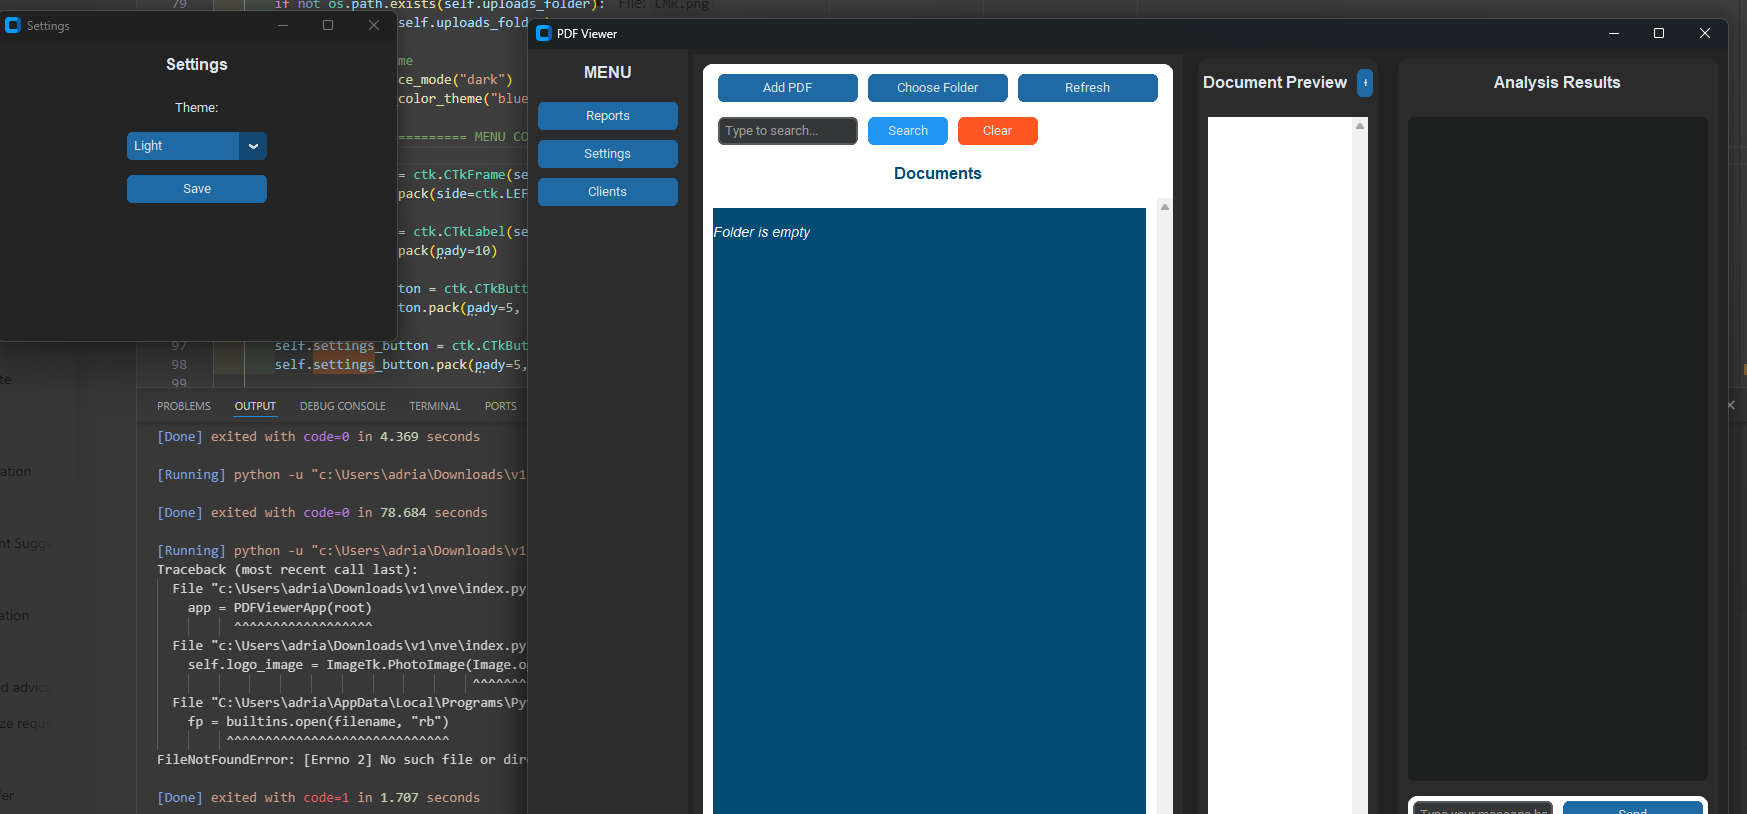 79 if not os.path.exists(self.uploads_folder): File: CMR.png
self.uploads_fold
Settings
PDF Viewer
Settings
Theme:
Light
Save
me
ce_mode("dark")
color_theme("blue
========= MENU CO
= ctk.CTkFrame(se
pack(side=ctk.LEF
= ctk.CTkLabel(se
pack(pady=10)
ton = ctk.CTkButt
ton.pack(pady=5,
97 self.settings_button = ctk.CTkBut
98 self.settings_button.pack(pady=5,
99
MENU
Reports
Settings
Clients
Add PDF Choose Folder Refresh
Type to search... Search Clear
Documents
Folder is empty
Document Preview
Analysis Results
Send
te
ation
nt Sugge
ation
d advice
ze reque
fer
PROBLEMS OUTPUT DEBUG CONSOLE TERMINAL PORTS
[Done] exited with code=0 in 4.369 seconds
[Running] python -u "c:\Users\adria\Downloads\v1
[Done] exited with code=0 in 78.684 seconds
[Running] python -u "c:\Users\adria\Downloads\v1
Traceback (most recent call last):
File "c:\Users\adria\Downloads\v1\nve\index.py
app = PDFViewerApp(root)
^^^^^^^^^^^^^^^^^^
File "c:\Users\adria\Downloads\v1\nve\index.py
self.logo_image = ImageTk.PhotoImage(Image.o
^^^^^^^
File "C:\Users\adria\AppData\Local\Programs\Py
fp = builtins.open(filename, "rb")
^^^^^^^^^^^^^^^^^^^^^^^^^^^^^
FileNotFoundError: [Errno 2] No such file or dir
[Done] exited with code=1 in 1.707 seconds